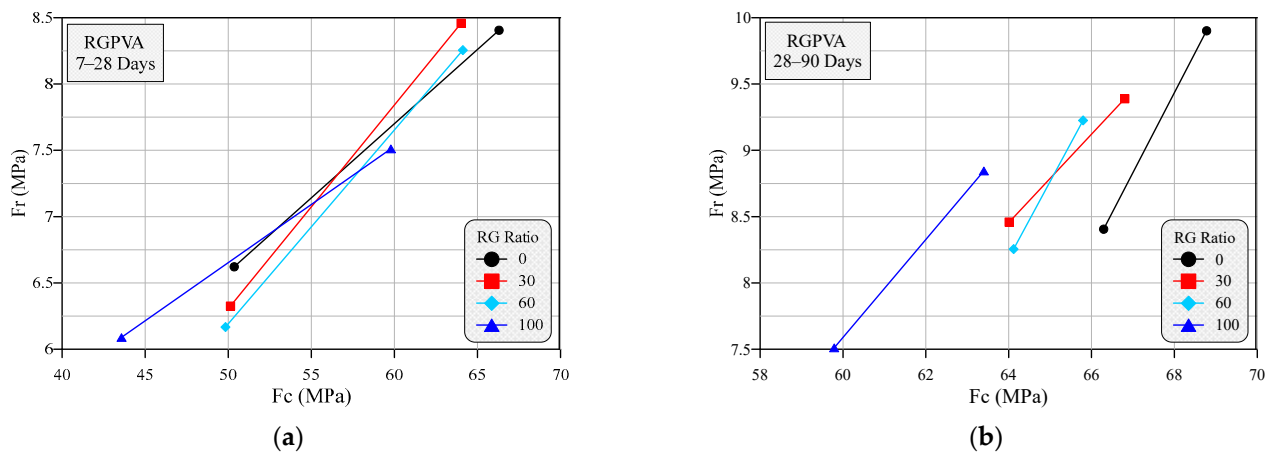 8.5
8
7.5
7
6.5
6
Fr (MPa)
RGPVA
7–28 Days
RG Ratio
0
30
60
100
40 45 50 55 60 65 70
Fc (MPa)
(a)
10
9.5
9
8.5
8
7.5
Fr (MPa)
RGPVA
28–90 Days
RG Ratio
0
30
60
100
58 60 62 64 66 68 70
Fc (MPa)
(b)